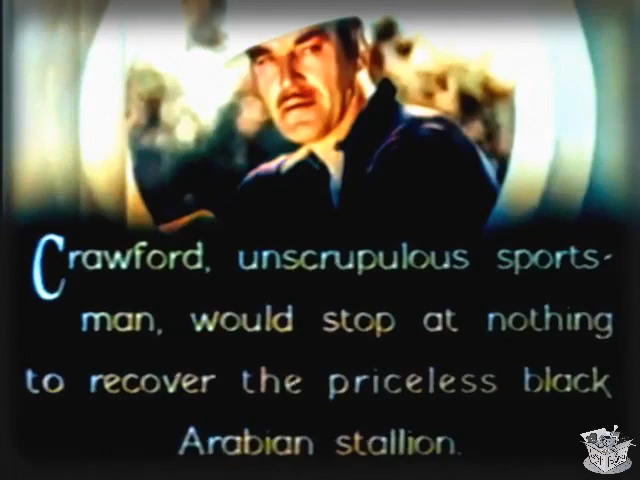 Crawford, unscrupulous sports-
man, would stop at nothing
to recover the priceless black
Arabian stallion.